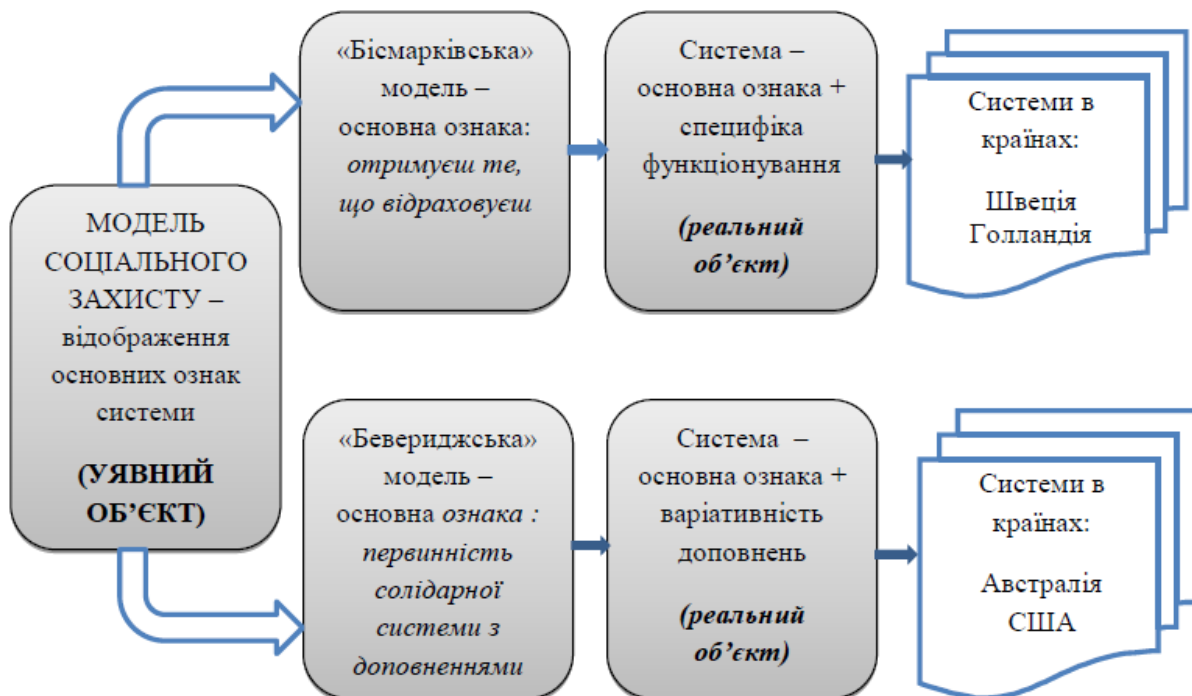 МОДЕЛЬ
СОЦІАЛЬНОГО
ЗАХИСТУ –
відображення
основних ознак
системи
(УЯВНИЙ
ОБ’ЄКТ)
«Бісмарківська»
модель –
основна ознака:
отримуєш те,
що відраховуєш
Система –
основна ознака +
специфіка
функціонування
(реальний
об’єкт)
Системи в
країнах:
Швеція
Голландія
«Бевериджська»
модель –
основна ознака :
первинність
солідарної
системи з
доповненнями
Система –
основна ознака +
варіативність
доповнень
(реальний
об’єкт)
Системи в
країнах:
Австралія
США